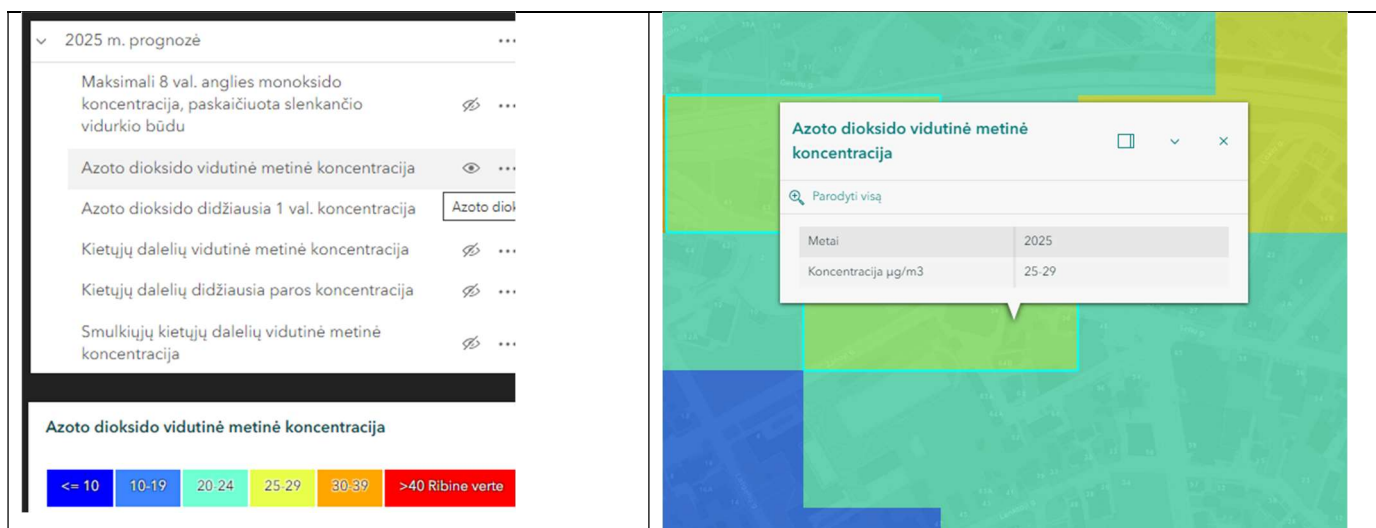 2025 m. prognozė
Maksimali 8 val. anglies monoksido
koncentracija, paskaičiuota slenkančio
vidurkio būdu
Azoto dioksido vidutinė metinė koncentracija
Azoto dioksido didžiausia 1 val. koncentracija
Azoto diok
Kietųjų dalelių vidutinė metinė koncentracija
Kietųjų dalelių didžiausia paros koncentracija
Smulkiųjų kietųjų dalelių vidutinė metinė
koncentracija
Azoto dioksido vidutinė metinė koncentracija
<= 10 10-19 20-24 25-29 30-39 >40 Ribine verte
Azoto dioksido vidutinė metinė
koncentracija
Parodyti visą
Metai 2025
Koncentracija µg/m3 25-29